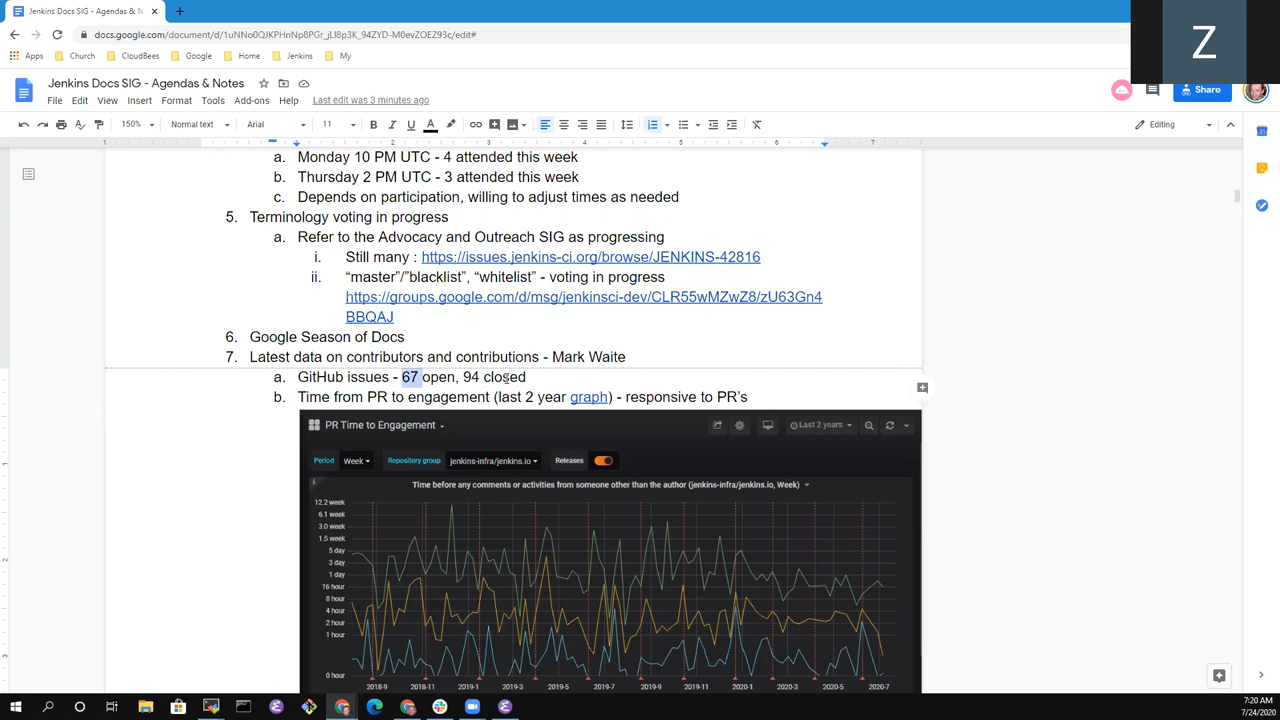 Jenkins Docs SIG - Agendas & N
docs.google.com/document/d/1uNNo0QJKPHnNp8PGr_jLl8p3K_94ZYD-M0evZOEZ93c/edit#
Apps Church CloudBees Google Home Jenkins My
Z
Jenkins Docs SIG - Agendas & Notes
File Edit View Insert Format Tools Add-ons Help Last edit was 3 minutes ago
Share
150% Normal text Arial 11 Editing
1 1 2 3 4 5 6 7
a. Monday 10 PM UTC - 4 attended this week
b. Thursday 2 PM UTC - 3 attended this week
c. Depends on participation, willing to adjust times as needed
5. Terminology voting in progress
a. Refer to the Advocacy and Outreach SIG as progressing
i. Still many : https://issues.jenkins-ci.org/browse/JENKINS-42816
ii. “master”/”blacklist”, “whitelist” - voting in progress
https://groups.google.com/d/msg/jenkinsci-dev/CLR55wMZwZ8/zU63Gn4
BBQAJ
6. Google Season of Docs
7. Latest data on contributors and contributions - Mark Waite
a. GitHub issues - 67 open, 94 closed
b. Time from PR to engagement (last 2 year graph) - responsive to PR’s
PR Time to Engagement
Last 2 years
Period Week Repository group jenkins-infra/jenkins.io Releases
Time before any comments or activities from someone other than the author (jenkins-infra/jenkins.io, Week)
12.2 week
6.1 week
3.0 week
1.5 week
5 day
3 day
1 day
16 hour
8 hour
4 hour
2 hour
1 hour
0 hour
2018-9 2018-11 2019-1 2019-3 2019-5 2019-7 2019-9 2019-11 2020-1 2020-3 2020-5 2020-7
7:20 AM
7/24/2020